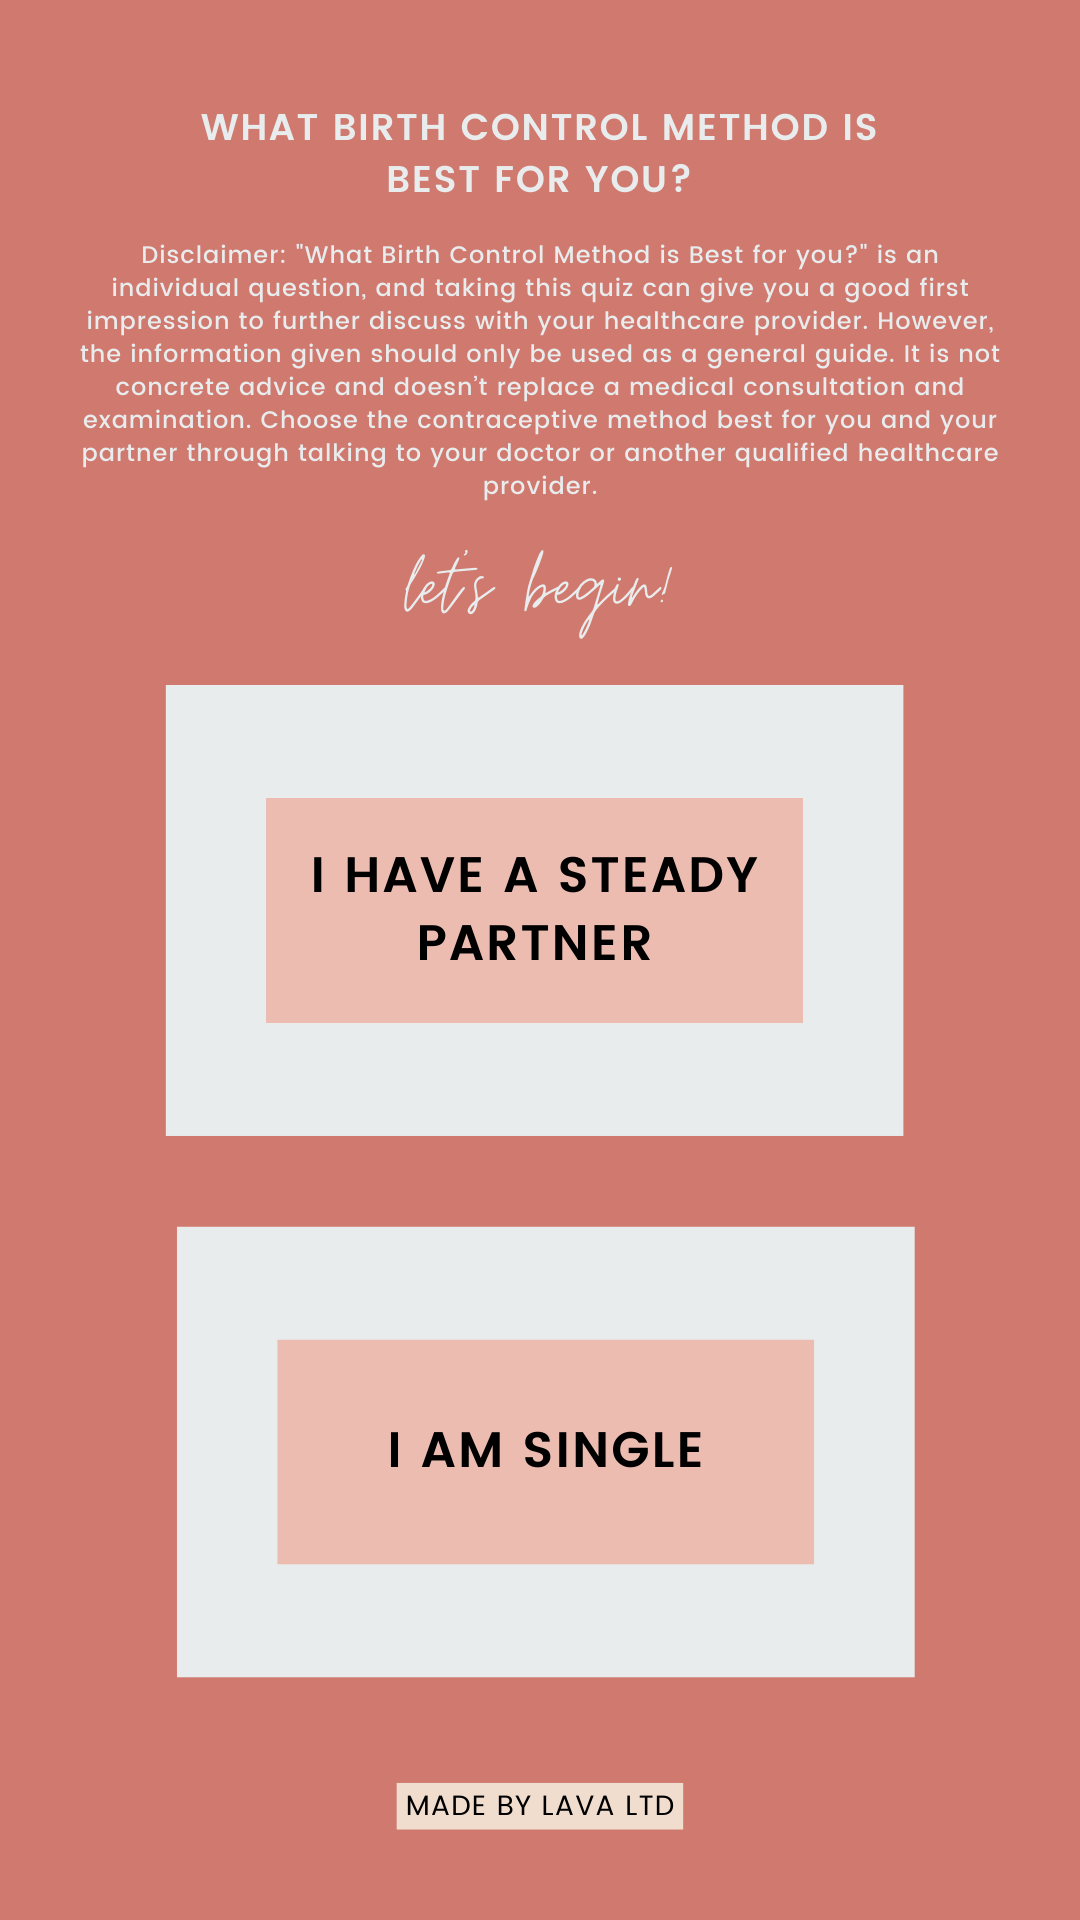 WHAT BIRTH CONTROL METHOD IS
BEST FOR YOU?
Disclaimer: "What Birth Control Method is Best for you?" is an
individual question, and taking this quiz can give you a good first
impression to further discuss with your healthcare provider. However,
the information given should only be used as a general guide. It is not
concrete advice and doesn’t replace a medical consultation and
examination. Choose the contraceptive method best for you and your
partner through talking to your doctor or another qualified healthcare
provider.
let's begin!
I HAVE A STEADY
PARTNER
I AM SINGLE
MADE BY LAVA LTD